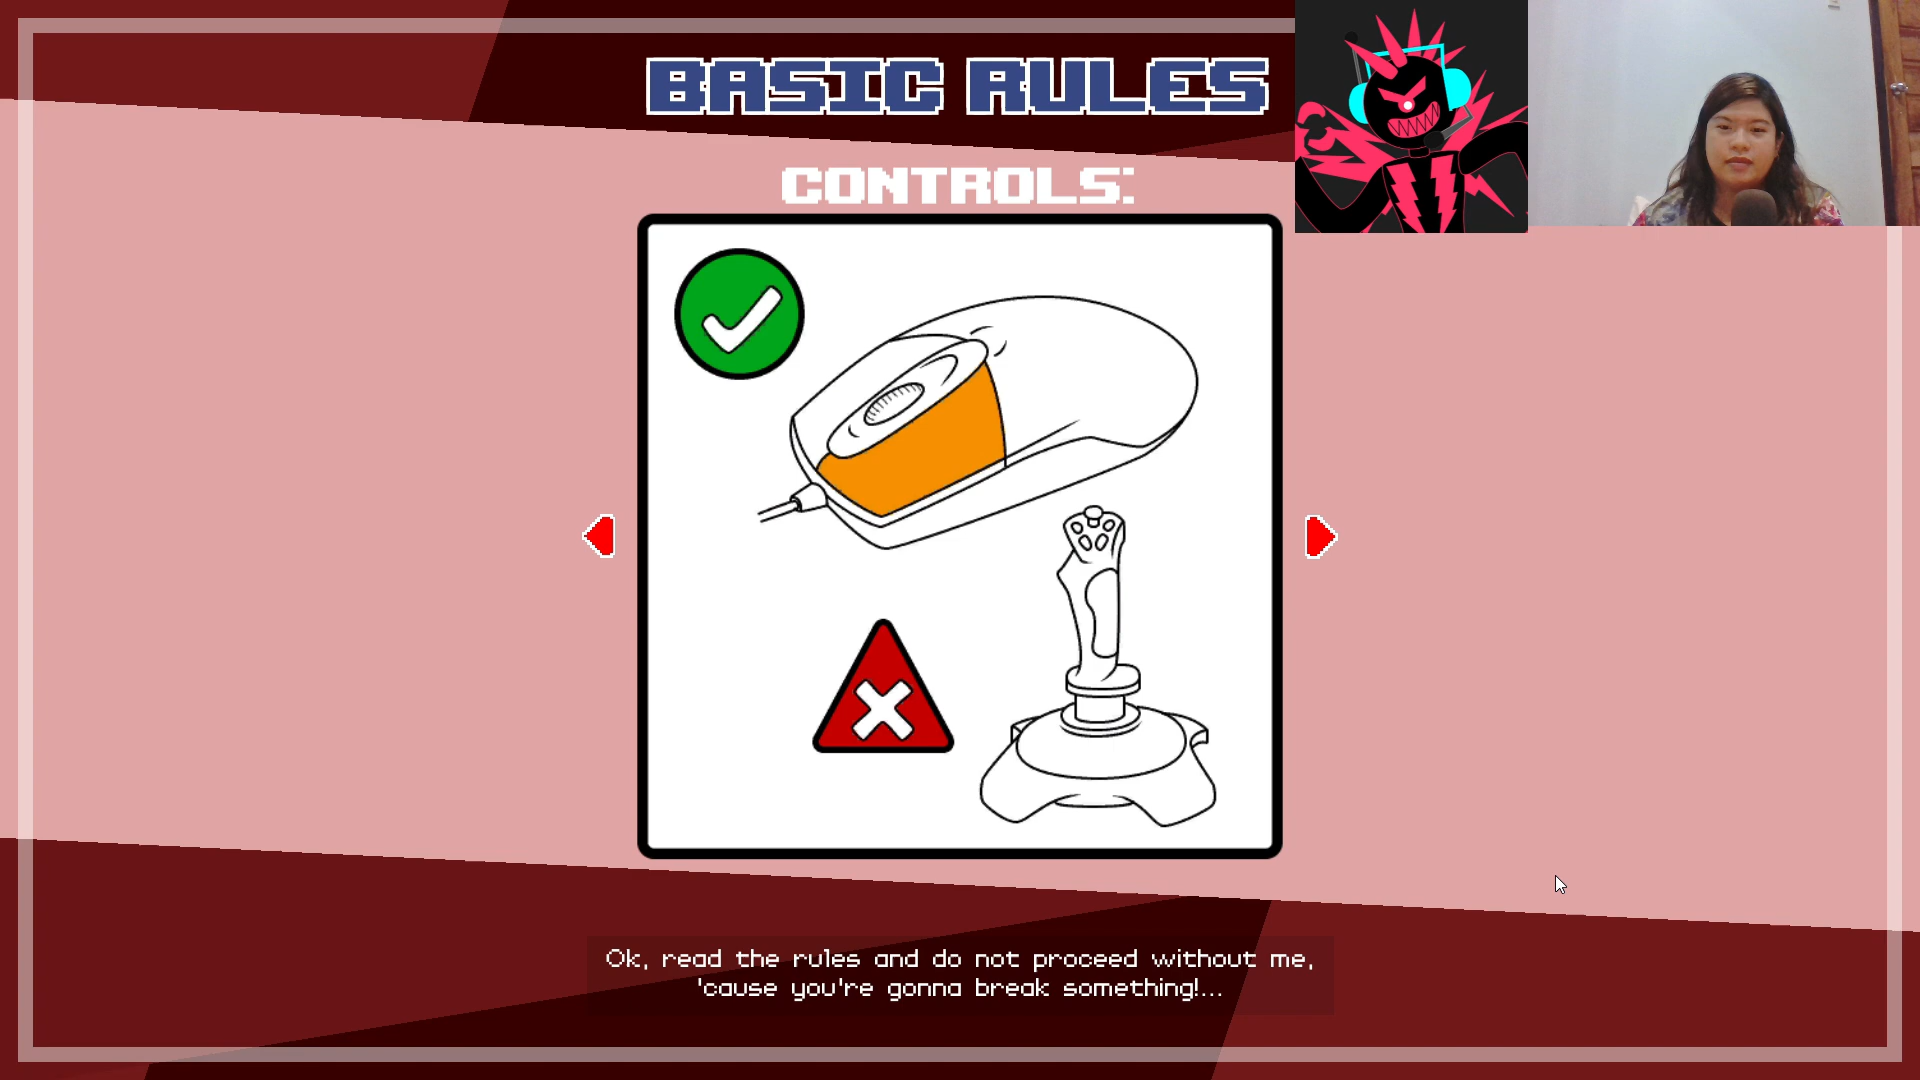 BASIC RULES
CONTROLS:
Ok, read the rules and do not proceed without me,
'cause you're gonna break something!...